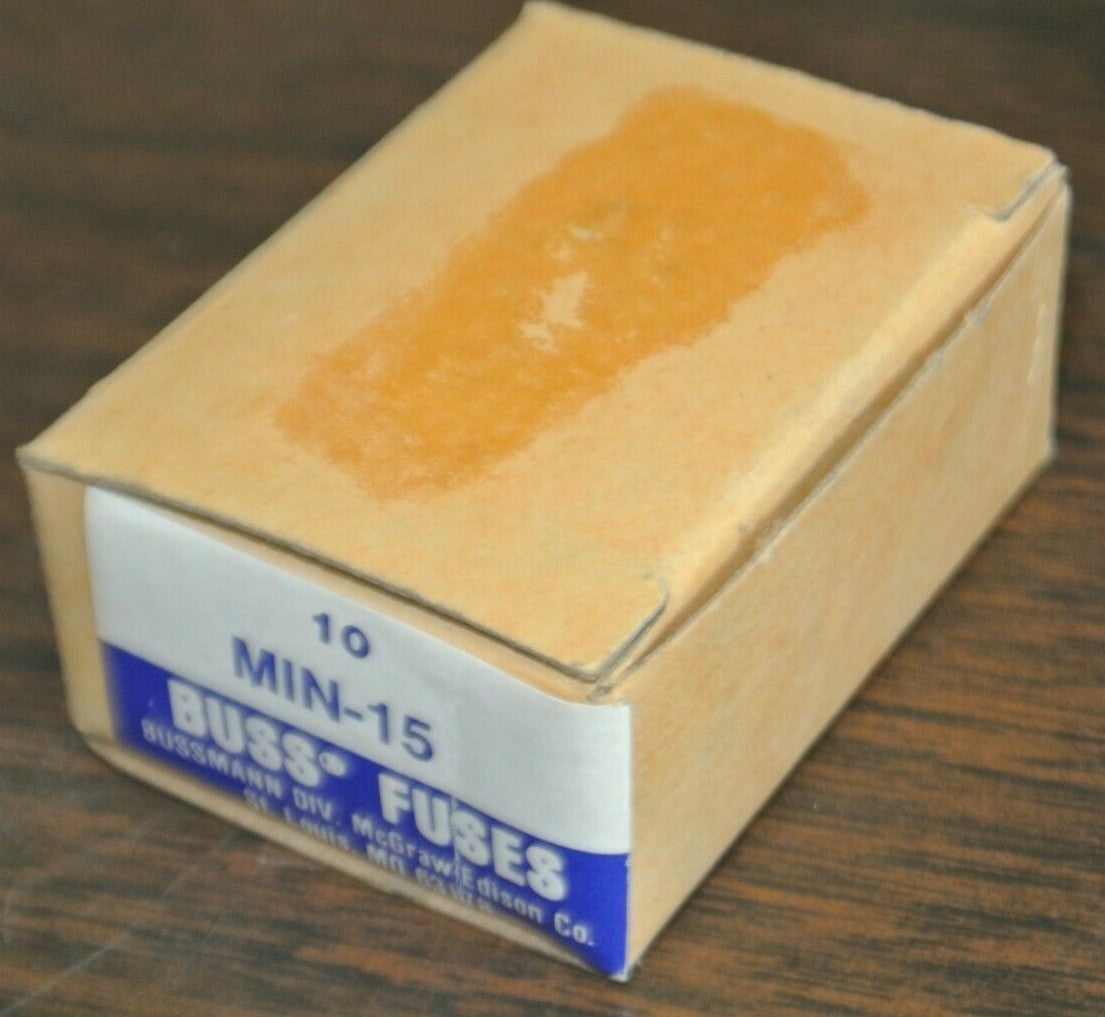 10
MIN-15
BUSS® FUSES
BUSSMANN DIV. McGraw/Edison Co.
St. Louis, MO